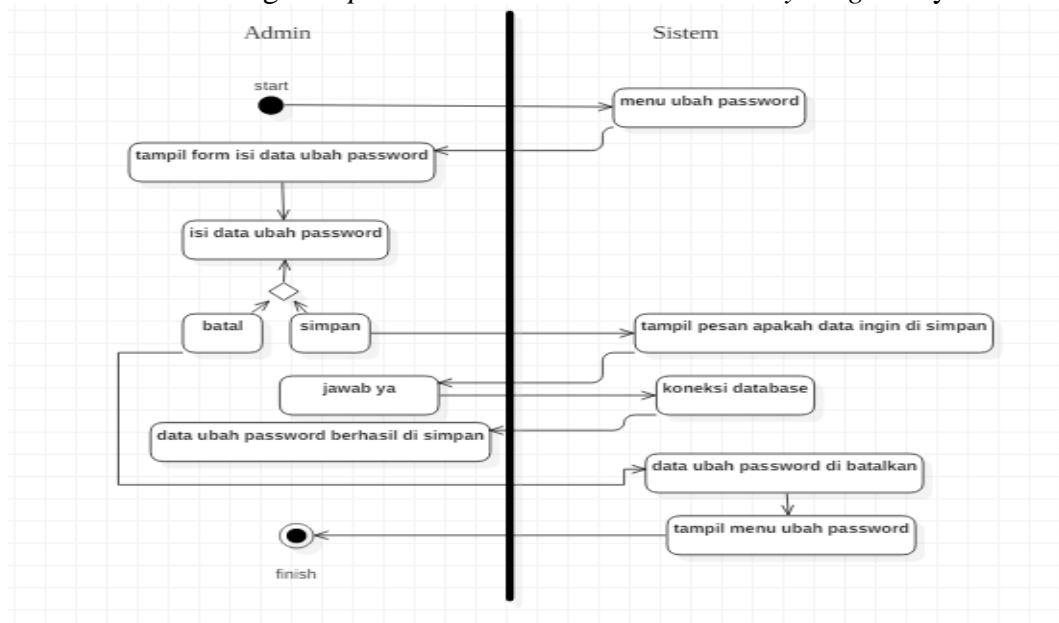 Admin
Sistem
start
menu ubah password
tampil form isi data ubah password
isi data ubah password
batal
simpan
tampil pesan apakah data ingin di simpan
jawab ya
koneksi database
data ubah password berhasil di simpan
data ubah password di batalkan
tampil menu ubah password
finish